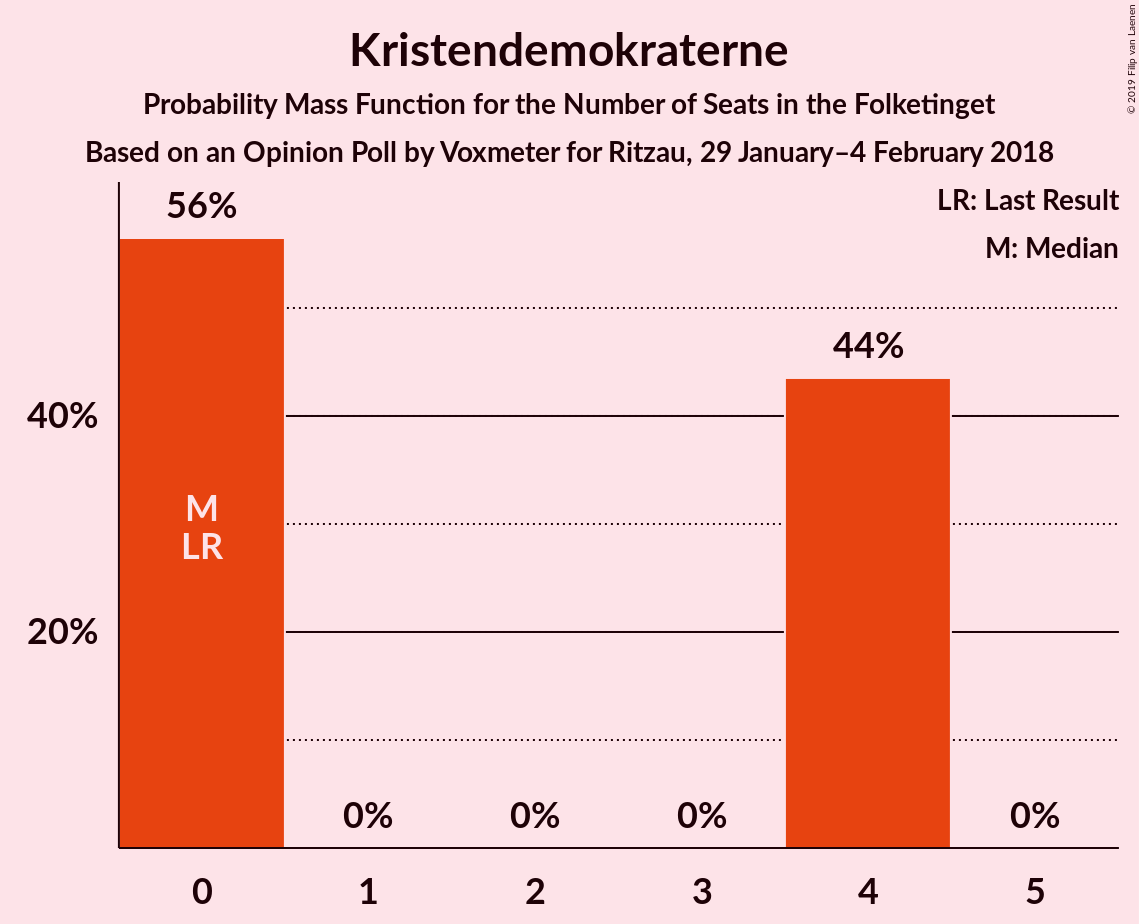 Kristendemokraterne
Probability Mass Function for the Number of Seats in the Folketinget
Based on an Opinion Poll by Voxmeter for Ritzau, 29 January–4 February 2018
© 2019 Filip van Laenen
LR: Last Result
M: Median
56%
44%
40%
M
LR
20%
0%
0%
0%
0%
0
1
2
3
4
5